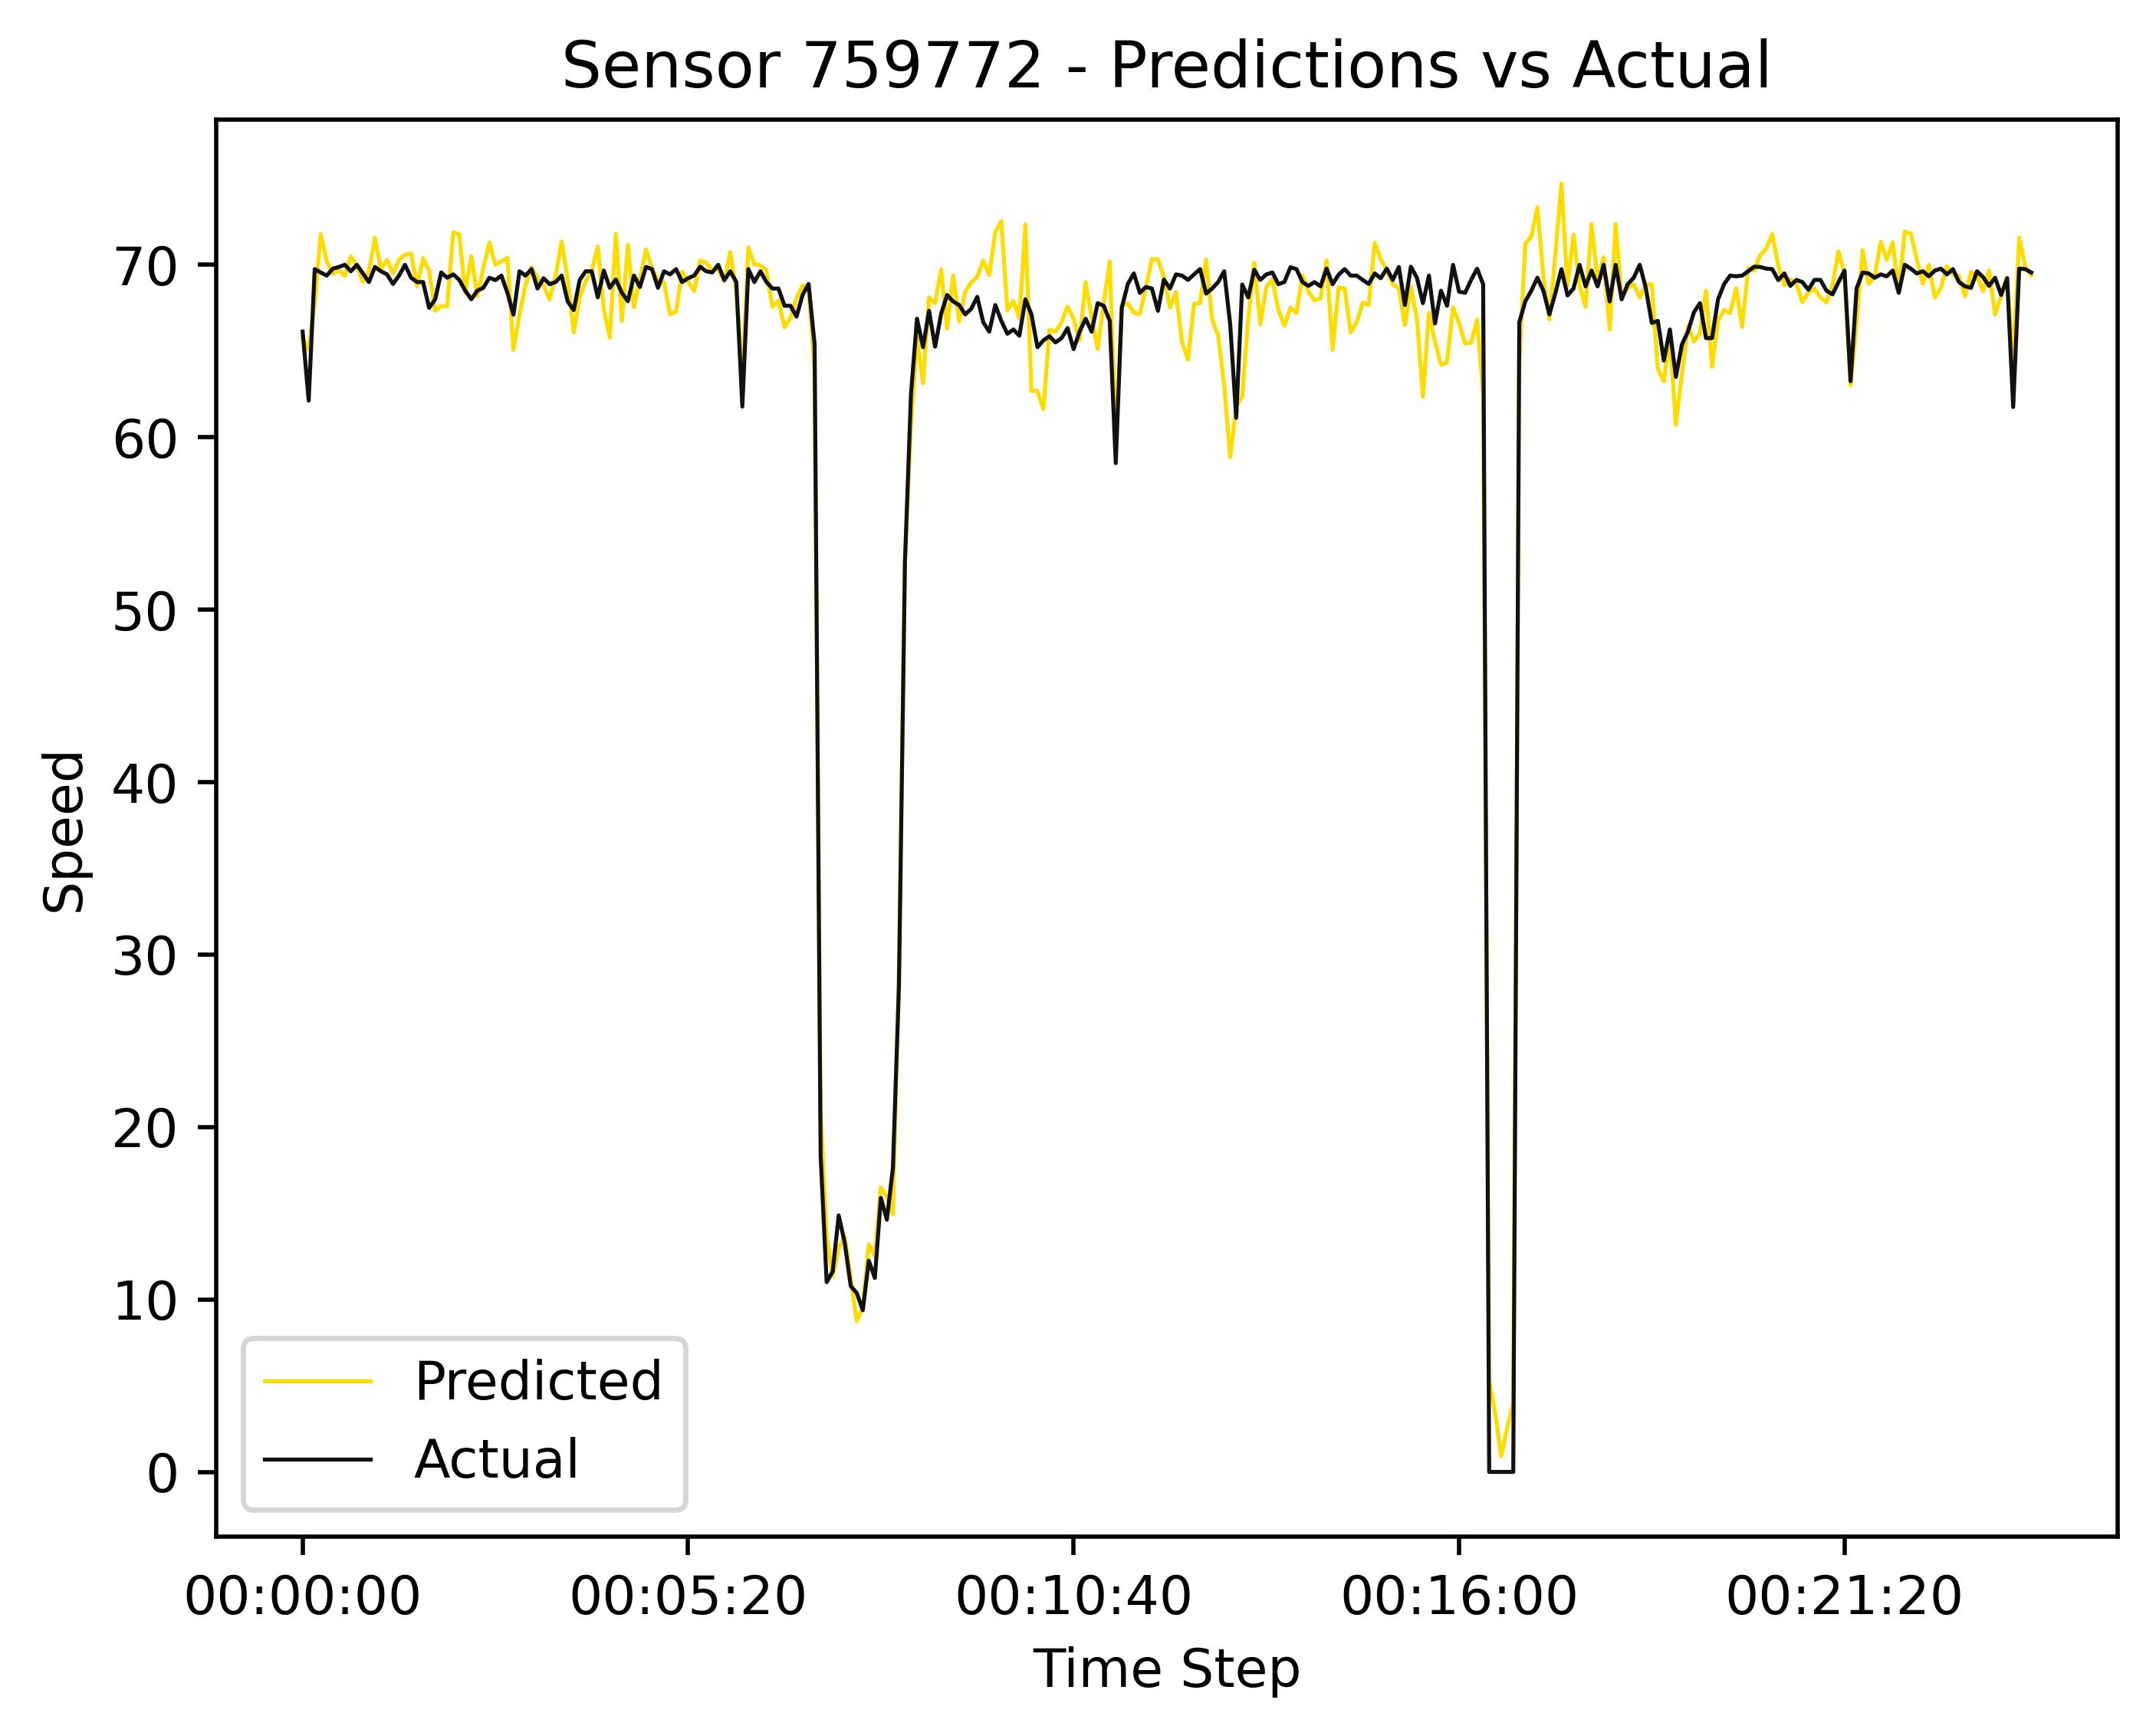 Sensor 759772 - Predictions vs Actual
70
60
50
40
30
20
10
0
Speed
Predicted
Actual
00:00:00
00:05:20
00:10:40
00:16:00
00:21:20
Time Step